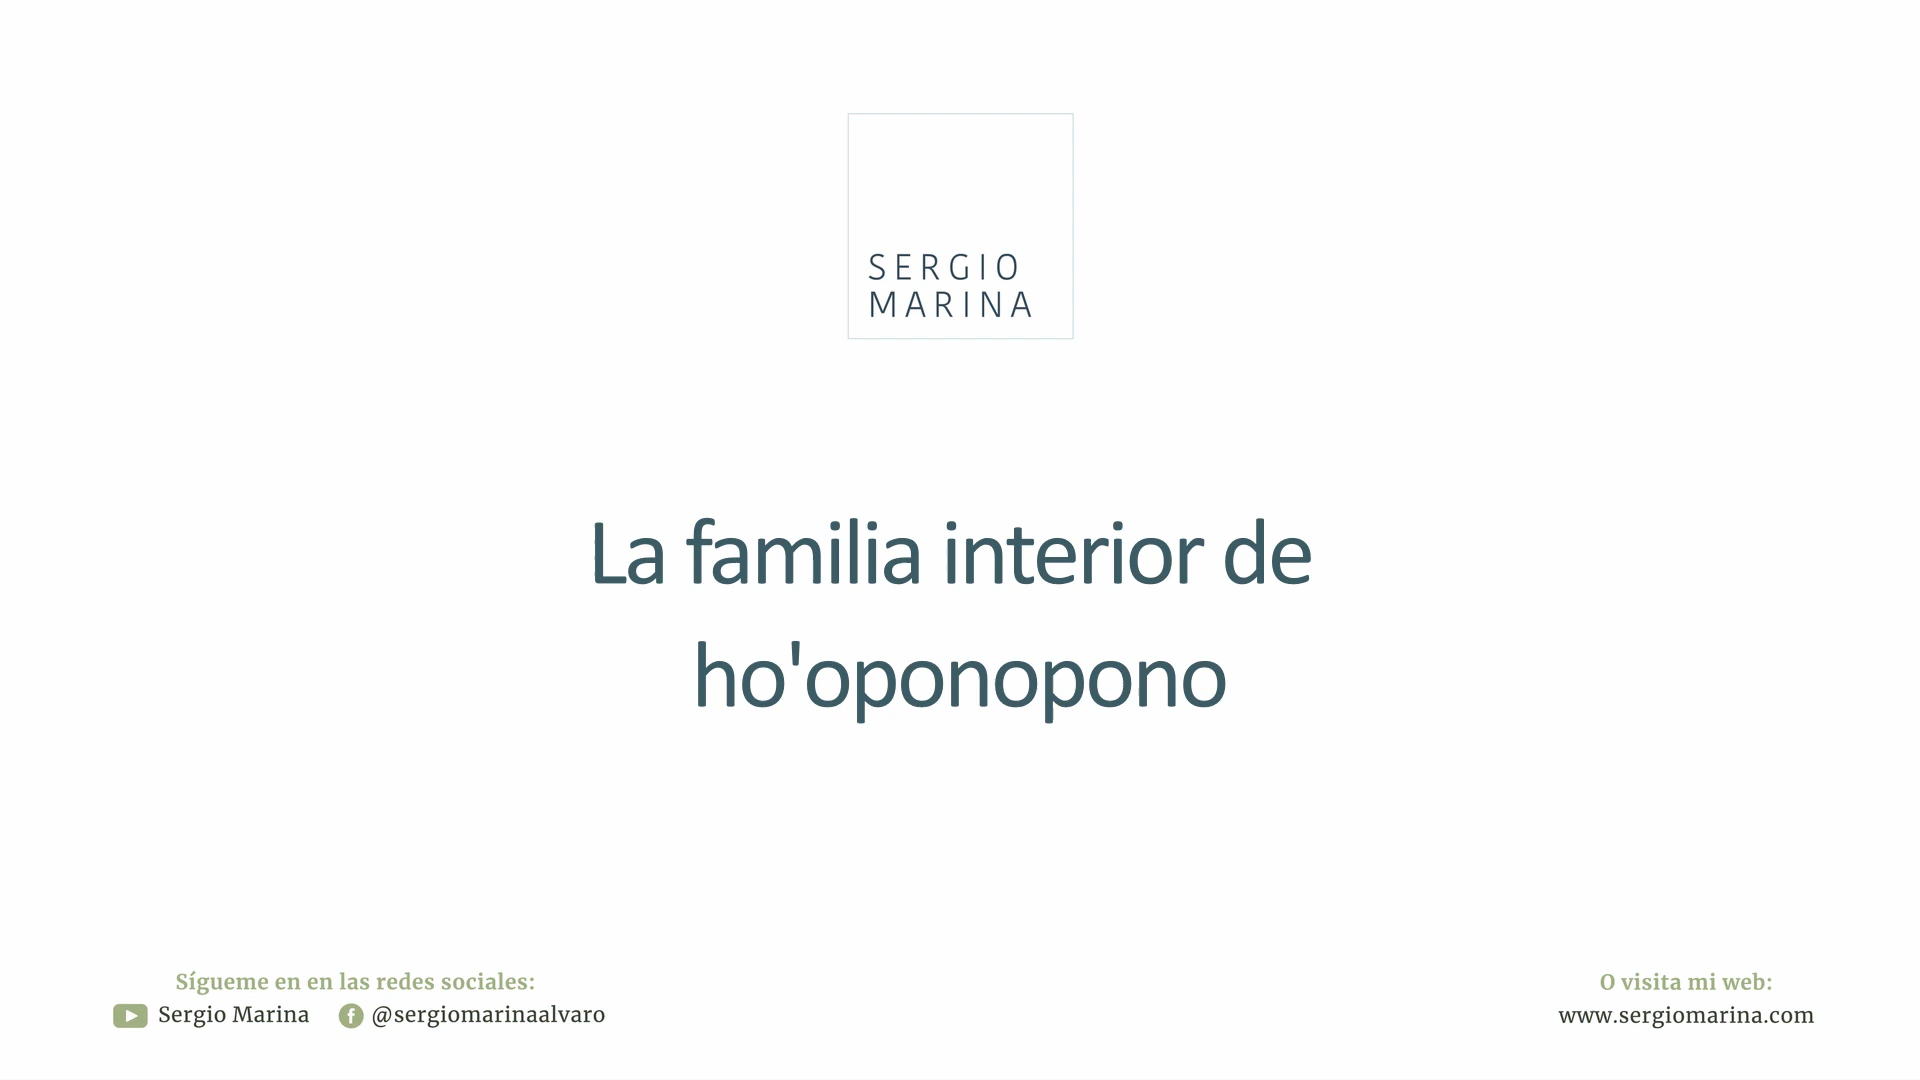 SERGIO
MARINA
La familia interior de
ho'oponopono
Sígueme en en las redes sociales:
Sergio Marina @sergiomarinaalvaro
O visita mi web:
www.sergiomarina.com